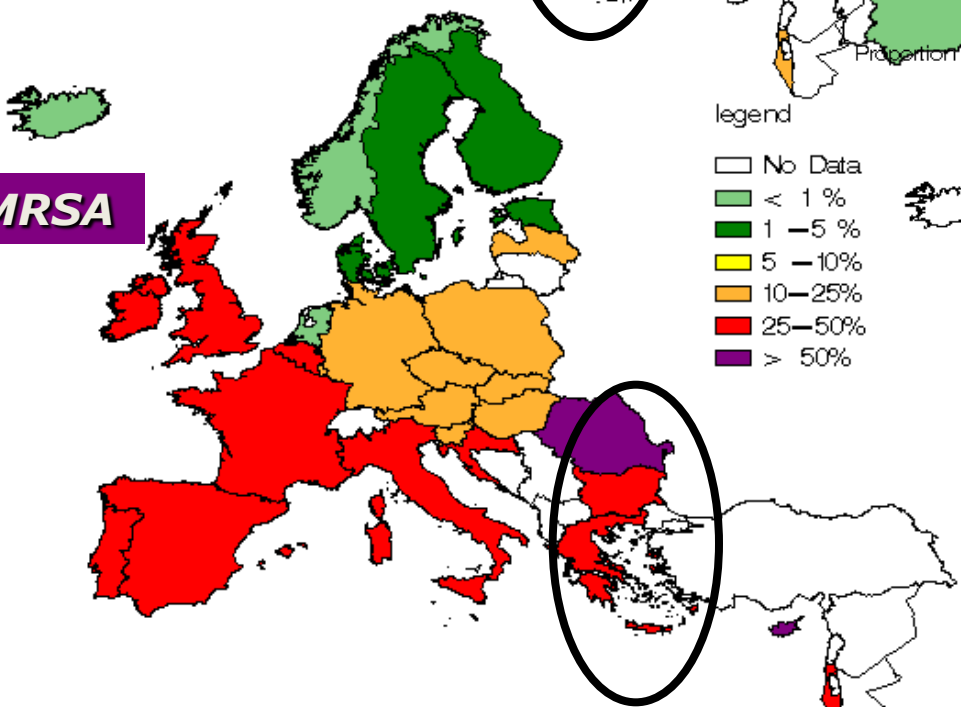 Proportion
legend
No Data
< 1 %
MRSA
1 –5 %
5 –10%
10–25%
25–50%
> 50%